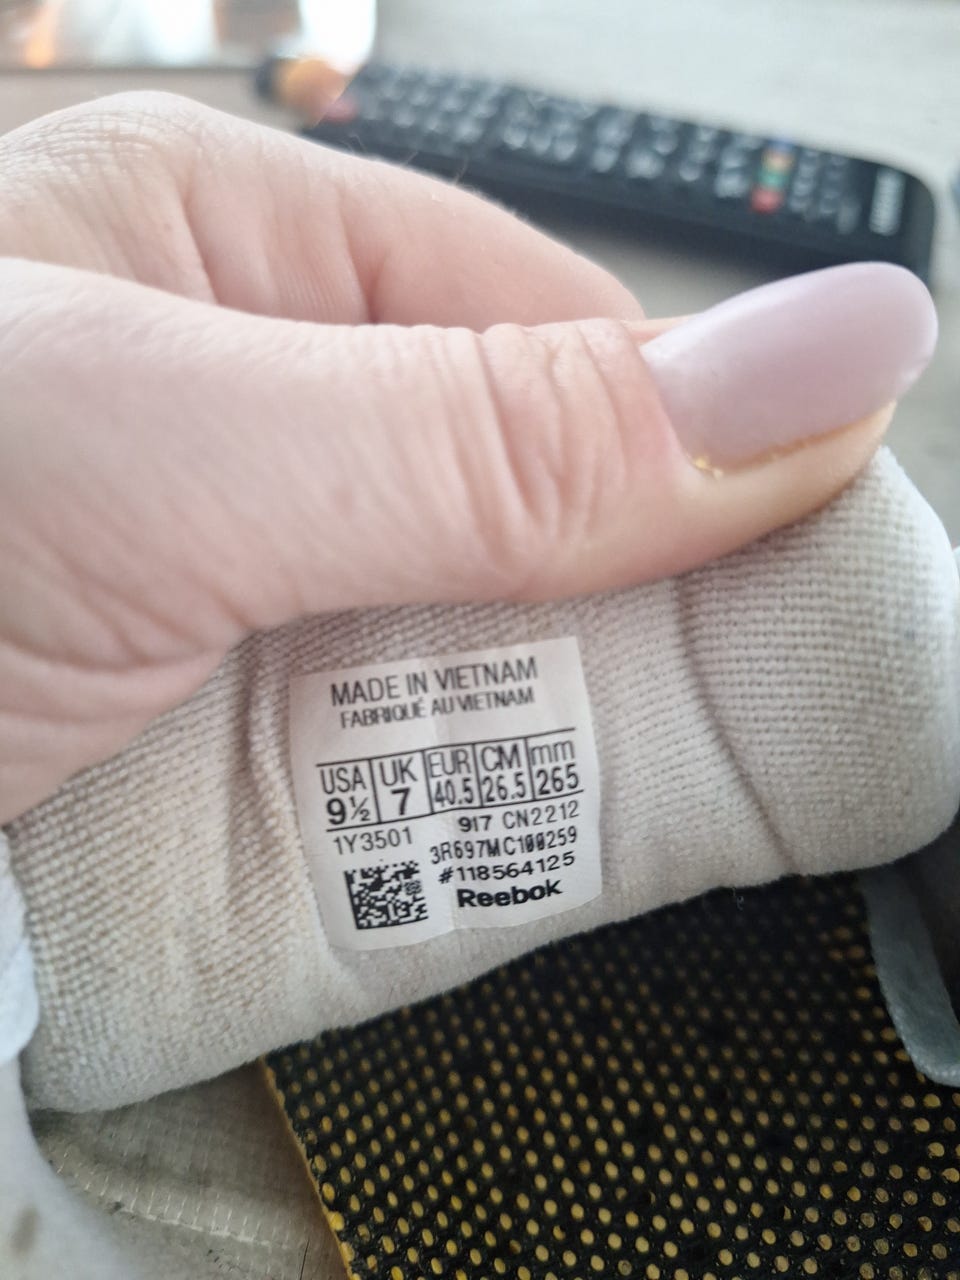 MADE IN VIETNAM
FABRIQUÉ AU VIETNAM
USA UK EUR CM mm
9½ 7 40.5 26.5 265
1Y3501 917 CN2212
3R697MC100259
#118564125
Reebok